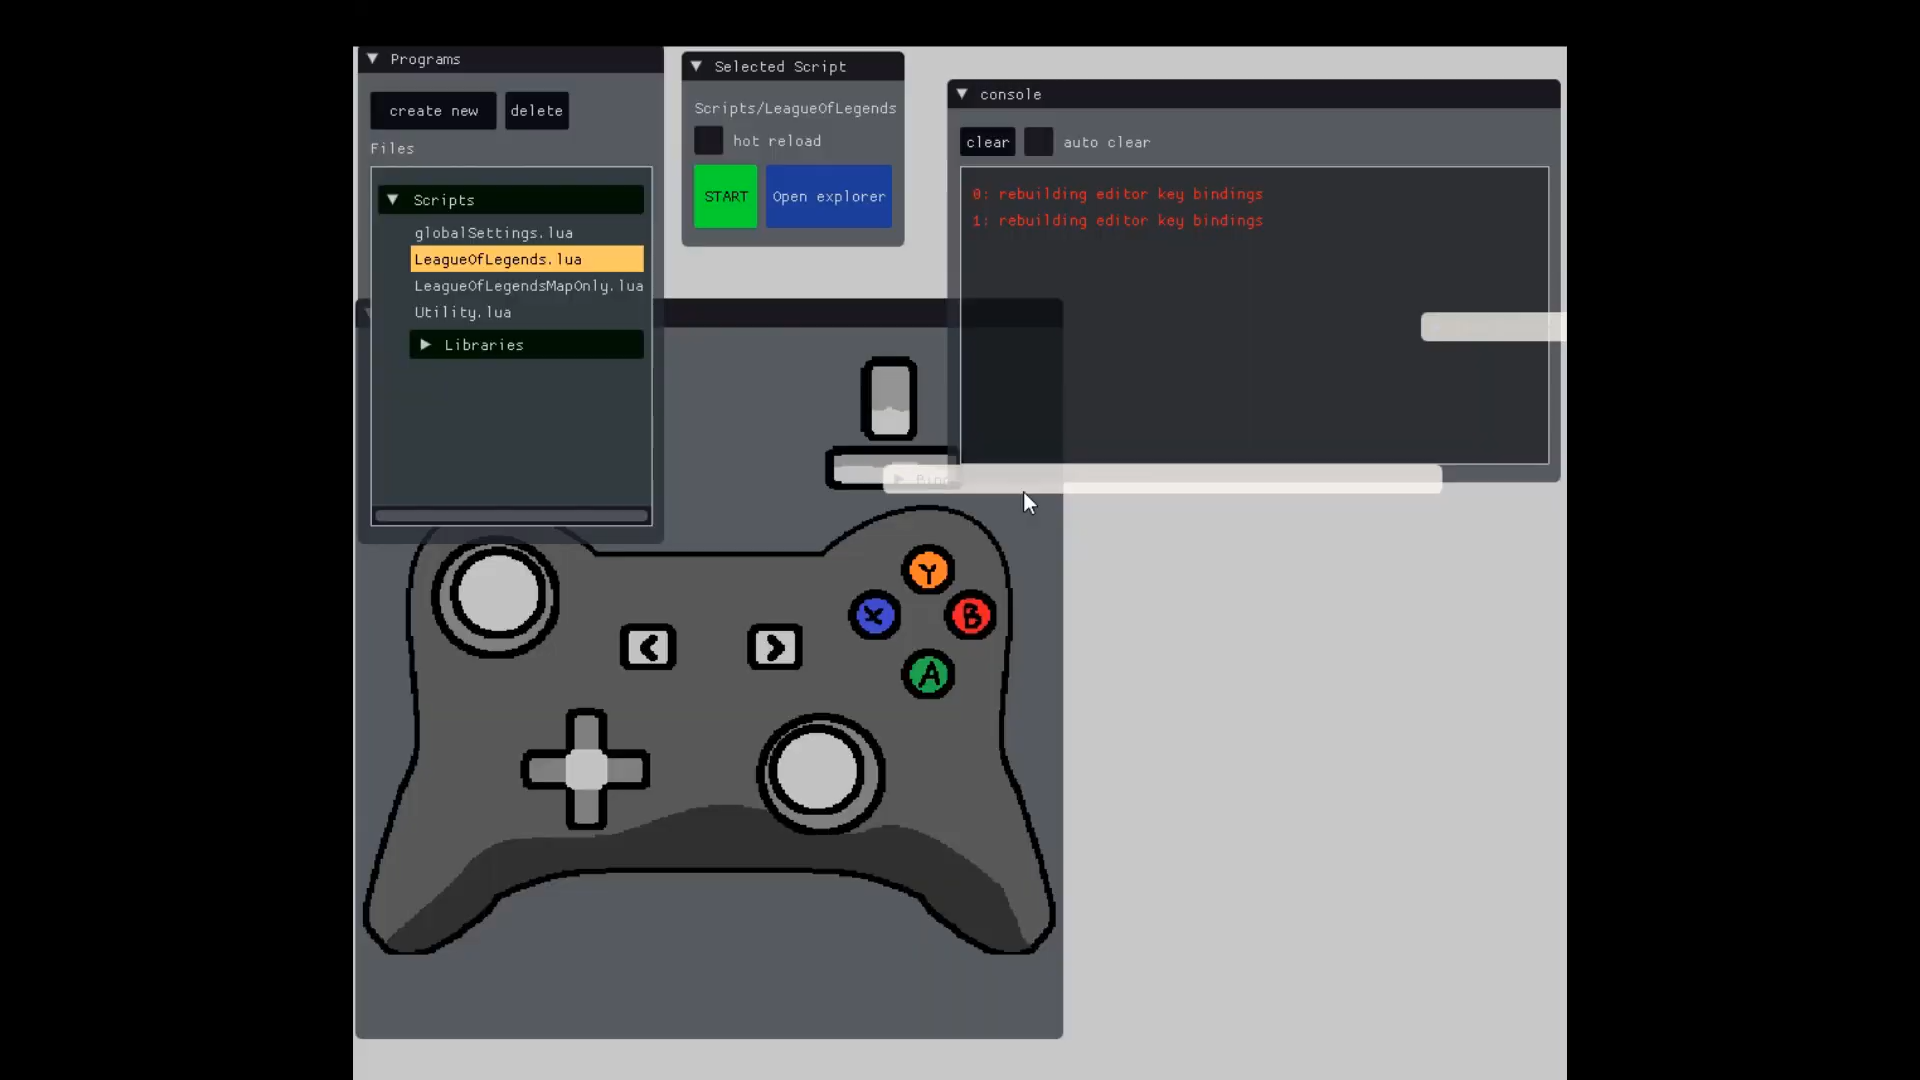 Programs
create new delete
Files
Scripts
globalSettings.lua
LeagueOfLegends.lua
LeagueOfLegendsMapOnly.lua
Utility.lua
Libraries
Selected Script
Scripts/LeagueOfLegends
hot reload
START Open explorer
console
clear auto clear
0: rebuilding editor key bindings
1: rebuilding editor key bindings
Y
X B
A